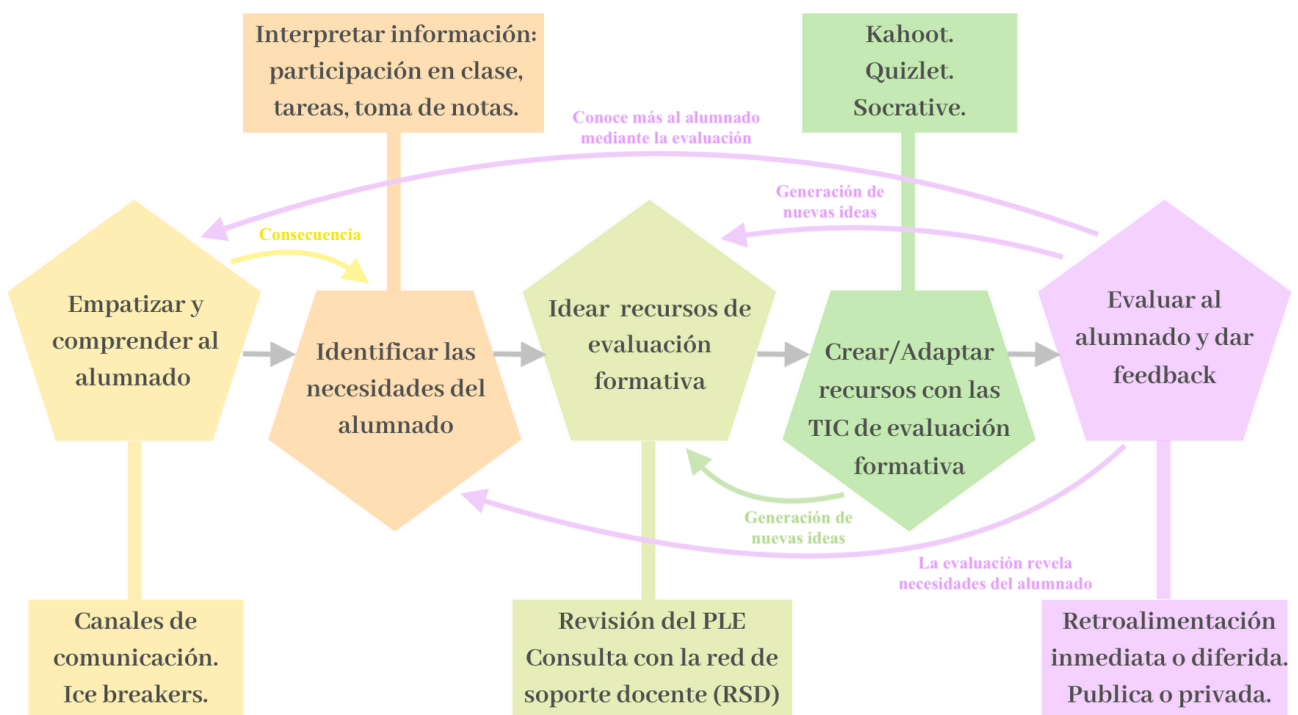 Interpretar información:
participación en clase,
tareas, toma de notas.
Kahoot.
Quizlet.
Socrative.
Conoce más al alumnado
mediante la evaluación
Generación de
nuevas ideas
Consecuencia
Empatizar y
comprender al
alumnado
Identificar las
necesidades del
alumnado
Idear recursos de
evaluación
formativa
Crear/Adaptar
recursos con las
TIC de evaluación
formativa
Evaluar al
alumnado y dar
feedback
Generación de
nuevas ideas
La evaluación revela
necesidades del alumnado
Canales de
comunicación.
Ice breakers.
Revisión del PLE
Consulta con la red de
soporte docente (RSD)
Retroalimentación
inmediata o diferida.
Publica o privada.